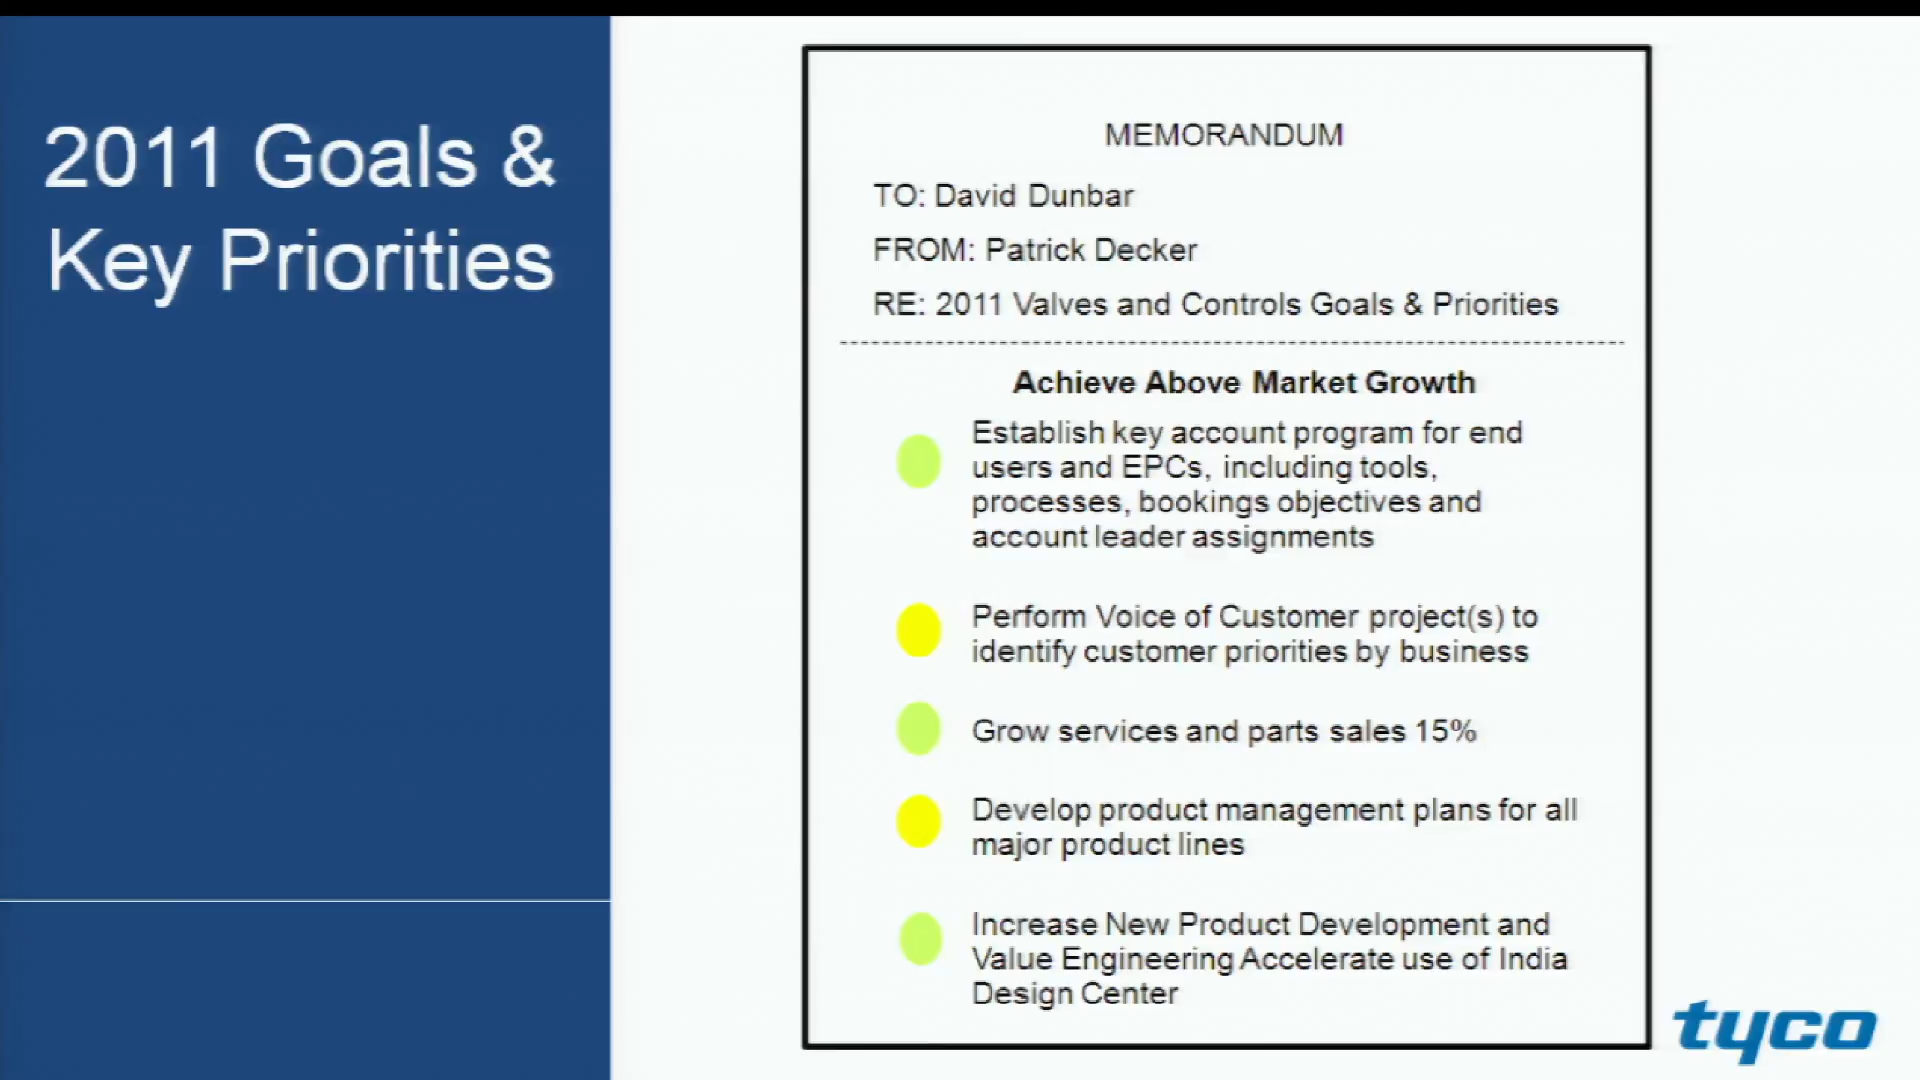 2011 Goals &
Key Priorities
MEMORANDUM
TO: David Dunbar
FROM: Patrick Decker
RE: 2011 Valves and Controls Goals & Priorities
Achieve Above Market Growth
Establish key account program for end
users and EPCs, including tools,
processes, bookings objectives and
account leader assignments
Perform Voice of Customer project(s) to
identify customer priorities by business
Grow services and parts sales 15%
Develop product management plans for all
major product lines
Increase New Product Development and
Value Engineering Accelerate use of India
Design Center
tyco